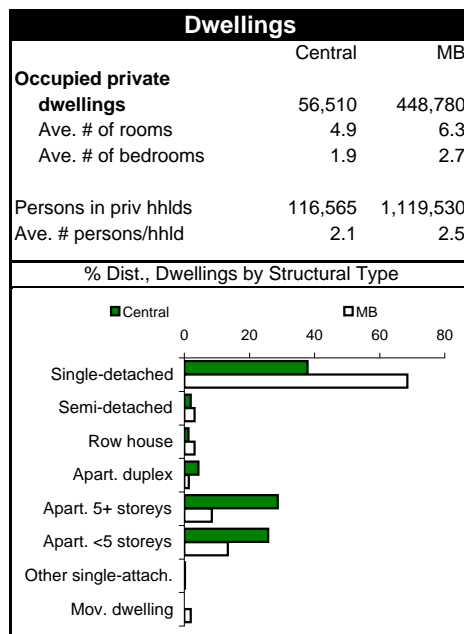 Dwellings
Central MB
Occupied private
dwellings 56,510 448,780
Ave. # of rooms 4.9 6.3
Ave. # of bedrooms 1.9 2.7
Persons in priv hhlds 116,565 1,119,530
Ave. # persons/hhld 2.1 2.5
% Dist., Dwellings by Structural Type
Central MB
0 20 40 60 80
Single-detached
Semi-detached
Row house
Apart. duplex
Apart. 5+ storeys
Apart. <5 storeys
Other single-attach.
Mov. dwelling